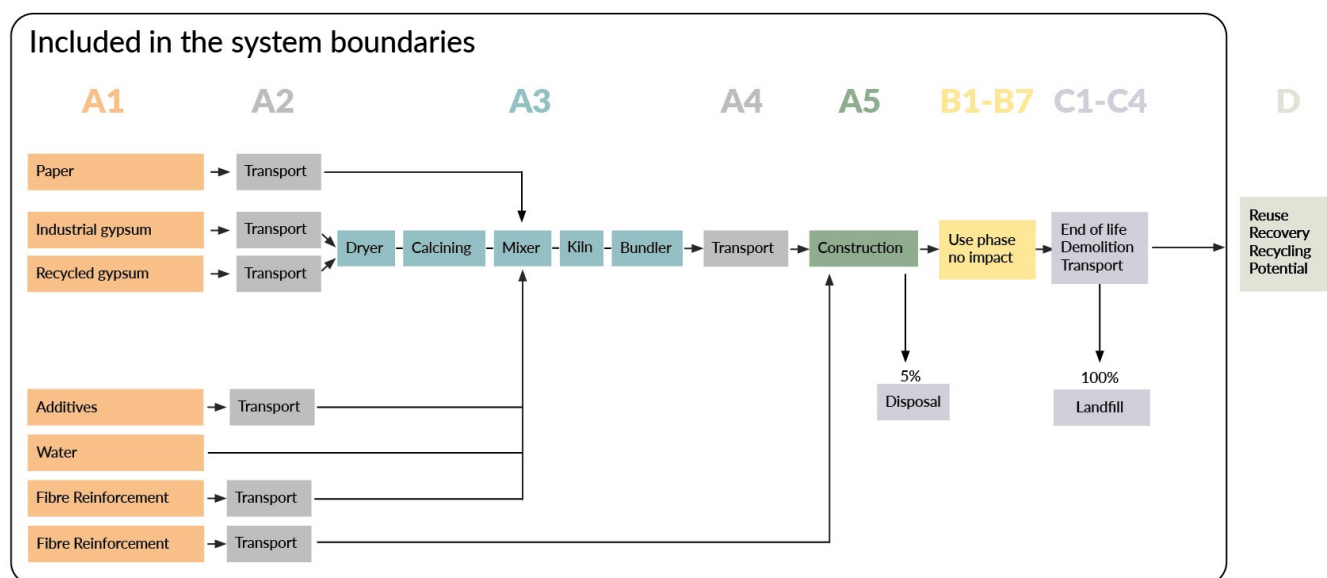 Included in the system boundaries
A1
A2
A3
A4
A5
B1-B7
C1-C4
D
Paper
Transport
Industrial gypsum
Transport
Recycled gypsum
Transport
Dryer
Calcining
Mixer
Kiln
Bundler
Transport
Construction
Use phase
no impact
End of life
Demolition
Transport
Reuse
Recovery
Recycling
Potential
5%
Disposal
100%
Landfill
Additives
Transport
Water
Fibre Reinforcement
Transport
Fibre Reinforcement
Transport